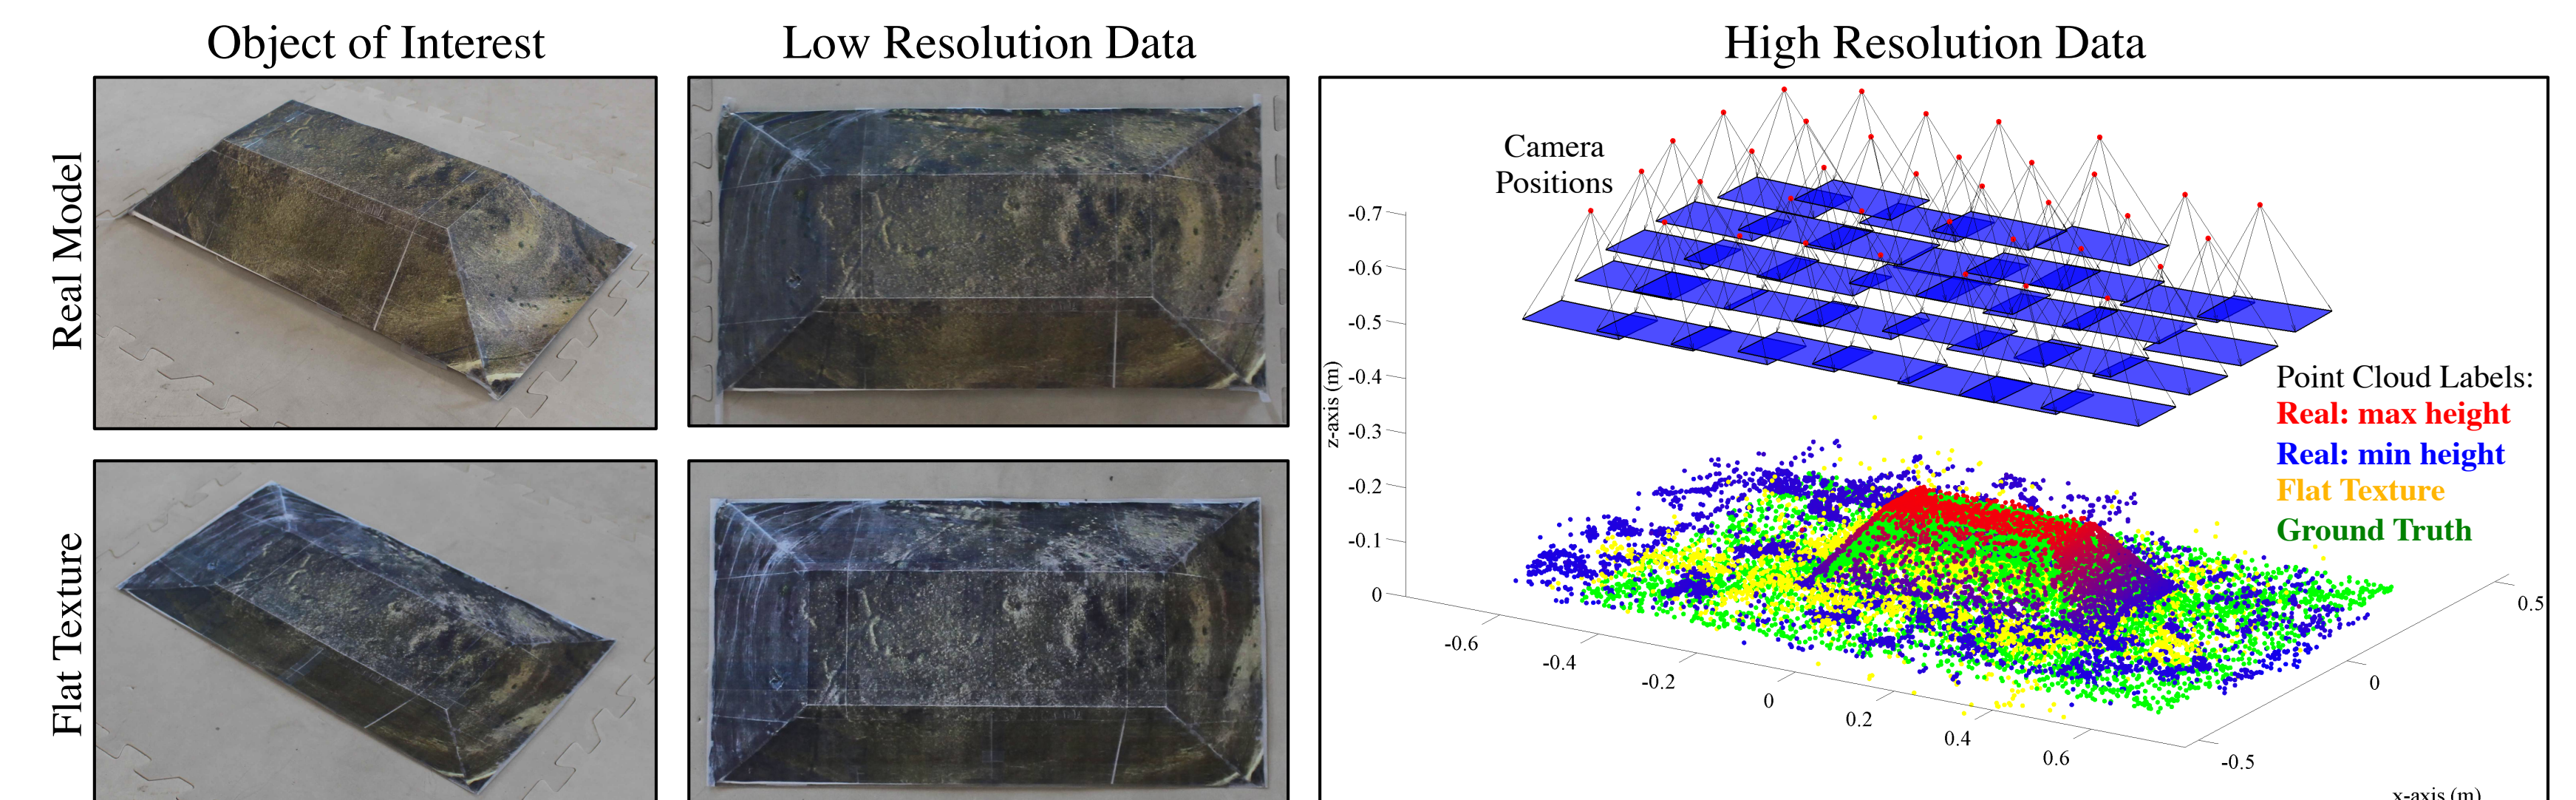 Object of Interest
Low Resolution Data
High Resolution Data
Real Model
Flat Texture
Camera
Positions
z-axis (m)
-0.7
-0.6
-0.5
-0.4
-0.3
-0.2
-0.1
0
Point Cloud Labels:
Real: max height
Real: min height
Flat Texture
Ground Truth
-0.6
-0.4
-0.2
0
0.2
0.4
0.6
0.5
0
-0.5
x-axis (m)